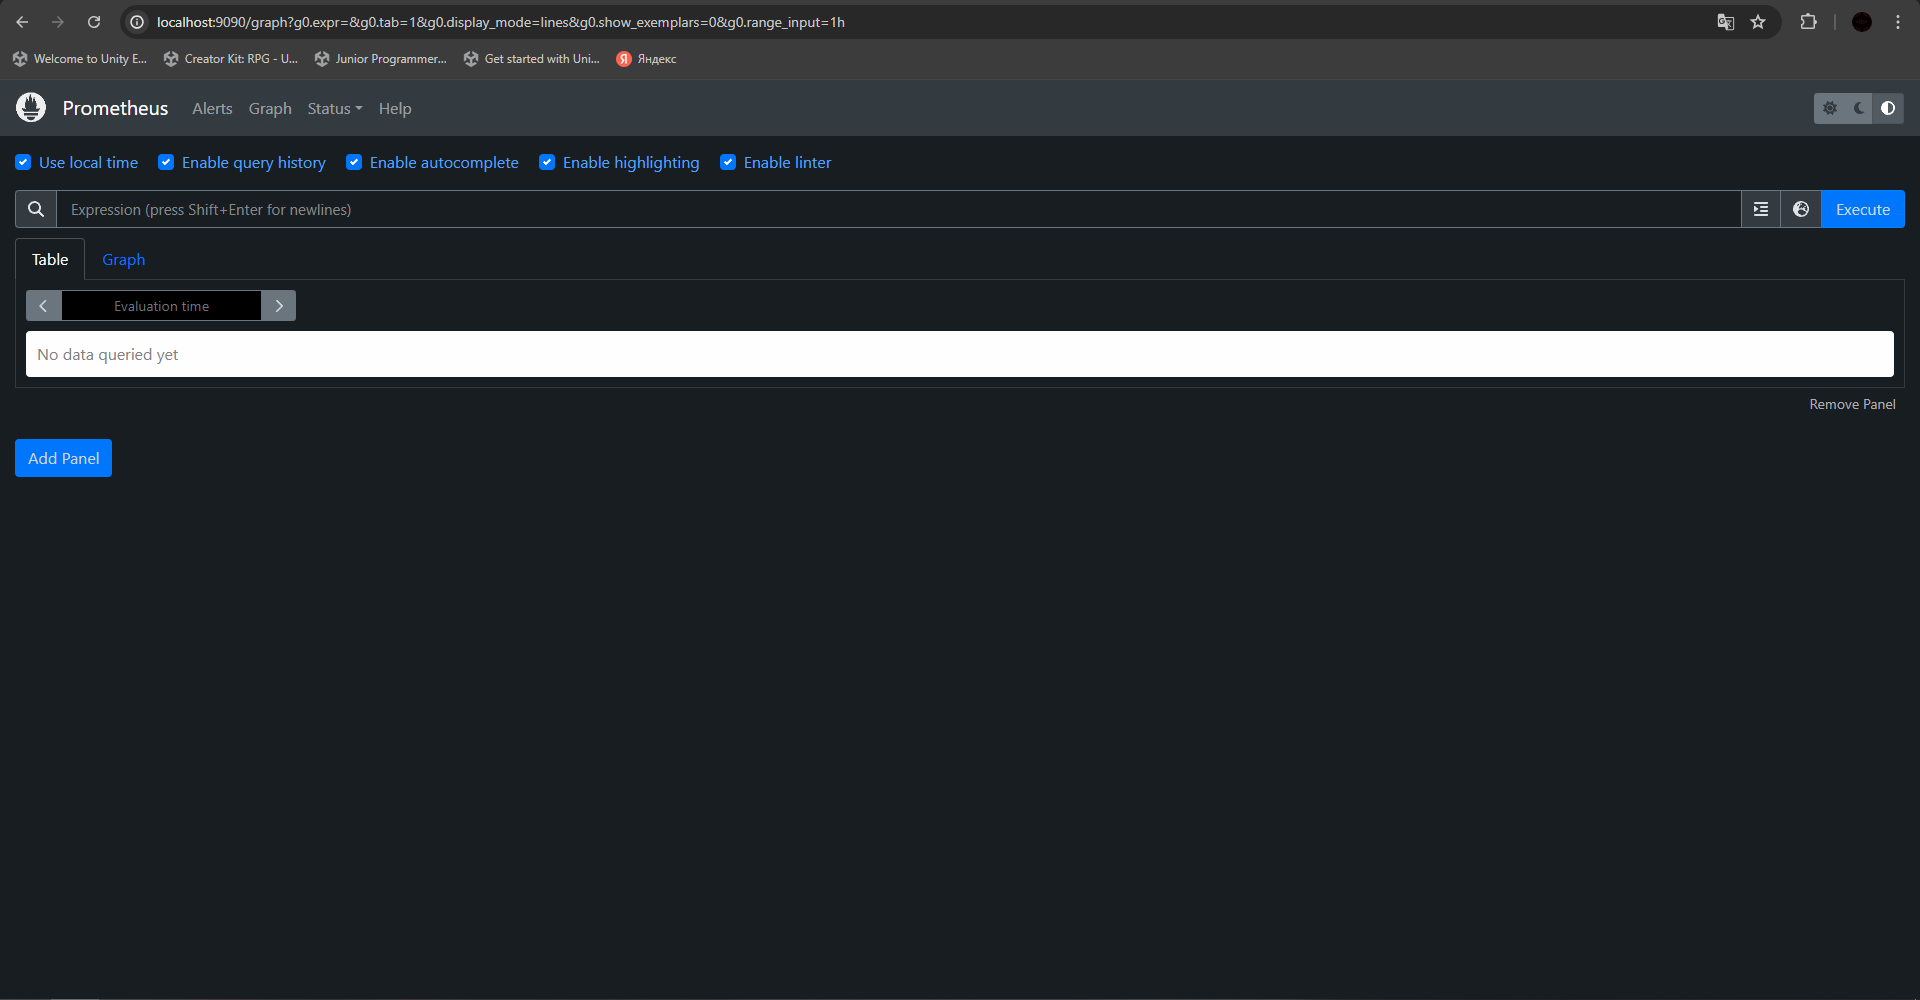 localhost:9090/graph?g0.expr=&g0.tab=1&g0.display_mode=lines&g0.show_exemplars=0&g0.range_input=1h
Welcome to Unity E... Creator Kit: RPG - U... Junior Programmer... Get started with Uni... Я Яндекс
Prometheus Alerts Graph Status Help
Use local time Enable query history Enable autocomplete Enable highlighting Enable linter
Expression (press Shift+Enter for newlines) Execute
Table Graph
Evaluation time
No data queried yet
Remove Panel
Add Panel